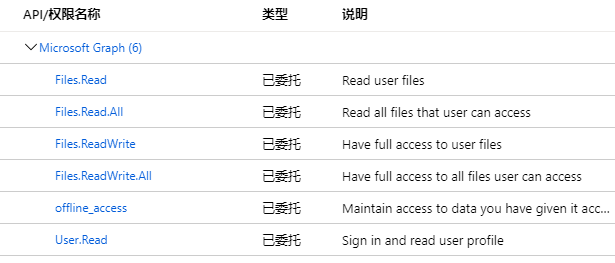 API/权限名称 类型 说明
Microsoft Graph (6)
Files.Read 已委托 Read user files
Files.Read.All 已委托 Read all files that user can access
Files.ReadWrite 已委托 Have full access to user files
Files.ReadWrite.All 已委托 Have full access to all files user can access
offline_access 已委托 Maintain access to data you have given it acc...
User.Read 已委托 Sign in and read user profile